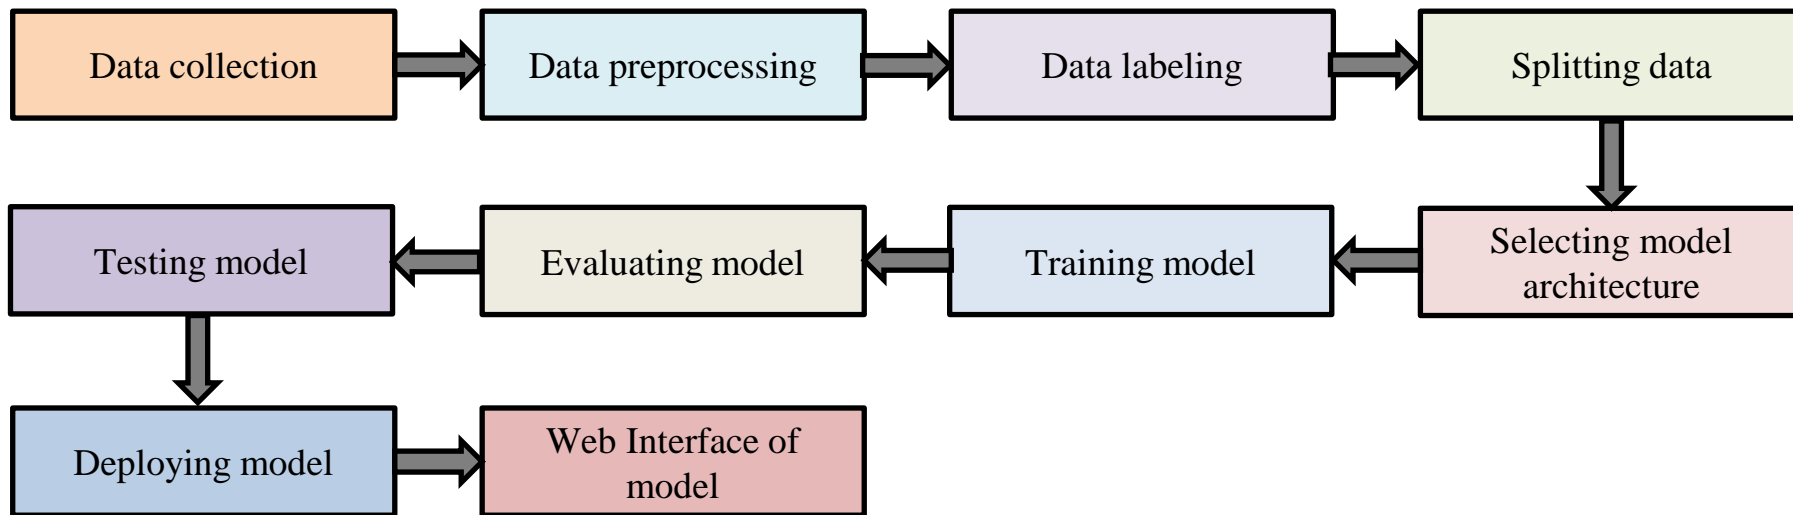 Data collection
Data preprocessing
Data labeling
Splitting data
Selecting model
architecture
Training model
Evaluating model
Testing model
Deploying model
Web Interface of
model